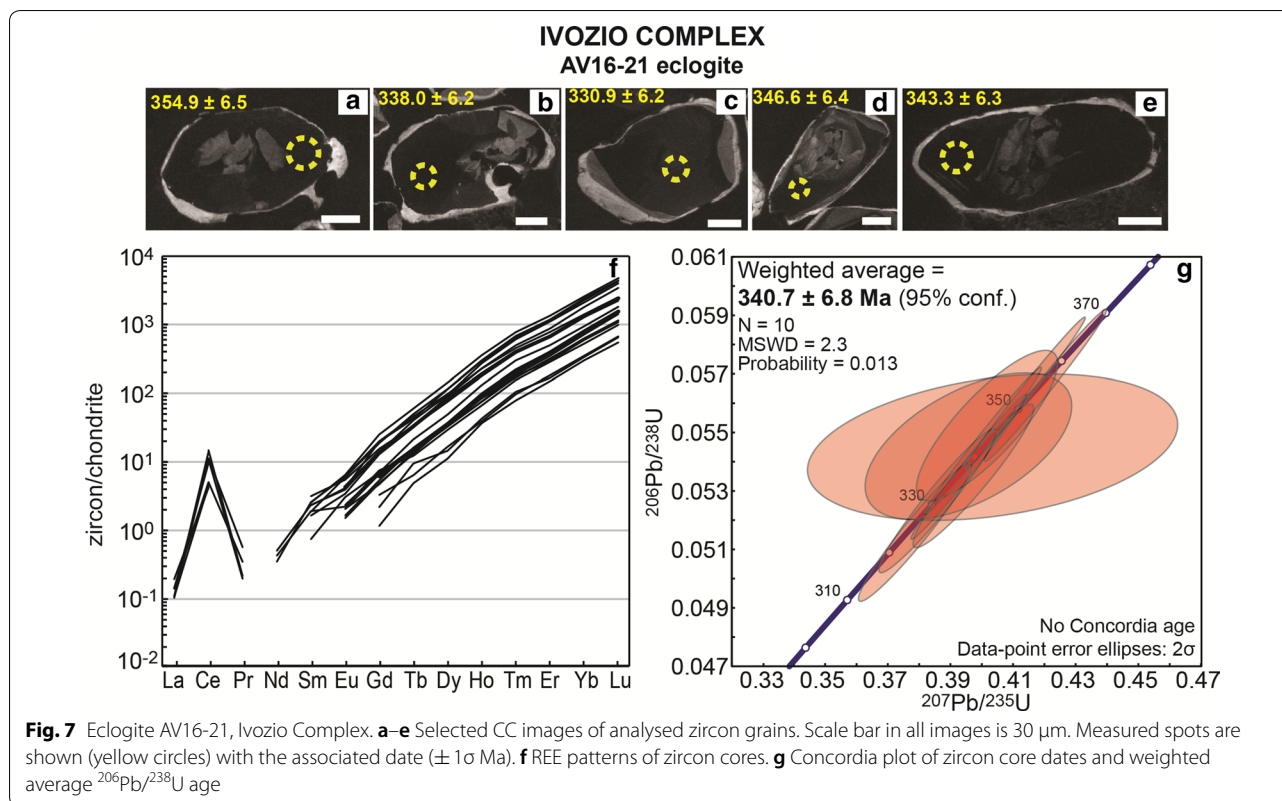 IVOZIO COMPLEX
AV16-21 eclogite
354.9 ± 6.5 a
338.0 ± 6.2 b
330.9 ± 6.2 c
346.6 ± 6.4 d
343.3 ± 6.3 e
f
zircon/chondrite
10⁴
10³
10²
10¹
10⁰
10⁻¹
10⁻²
La Ce Pr Nd Sm Eu Gd Tb Dy Ho Tm Er Yb Lu
g
Weighted average =
340.7 ± 6.8 Ma (95% conf.)
N = 10
MSWD = 2.3
Probability = 0.013
370
350
330
310
²⁰⁶Pb/²³⁸U
0.061
0.059
0.057
0.055
0.053
0.051
0.049
0.047
No Concordia age
Data-point error ellipses: 2σ
0.33 0.35 0.37 0.39 0.41 0.43 0.45 0.47
²⁰⁷Pb/²³⁵U
Fig. 7 Eclogite AV16-21, Ivozio Complex. a–e Selected CC images of analysed zircon grains. Scale bar in all images is 30 μm. Measured spots are
shown (yellow circles) with the associated date (± 1σ Ma). f REE patterns of zircon cores. g Concordia plot of zircon core dates and weighted
average ²⁰⁶Pb/²³⁸U age